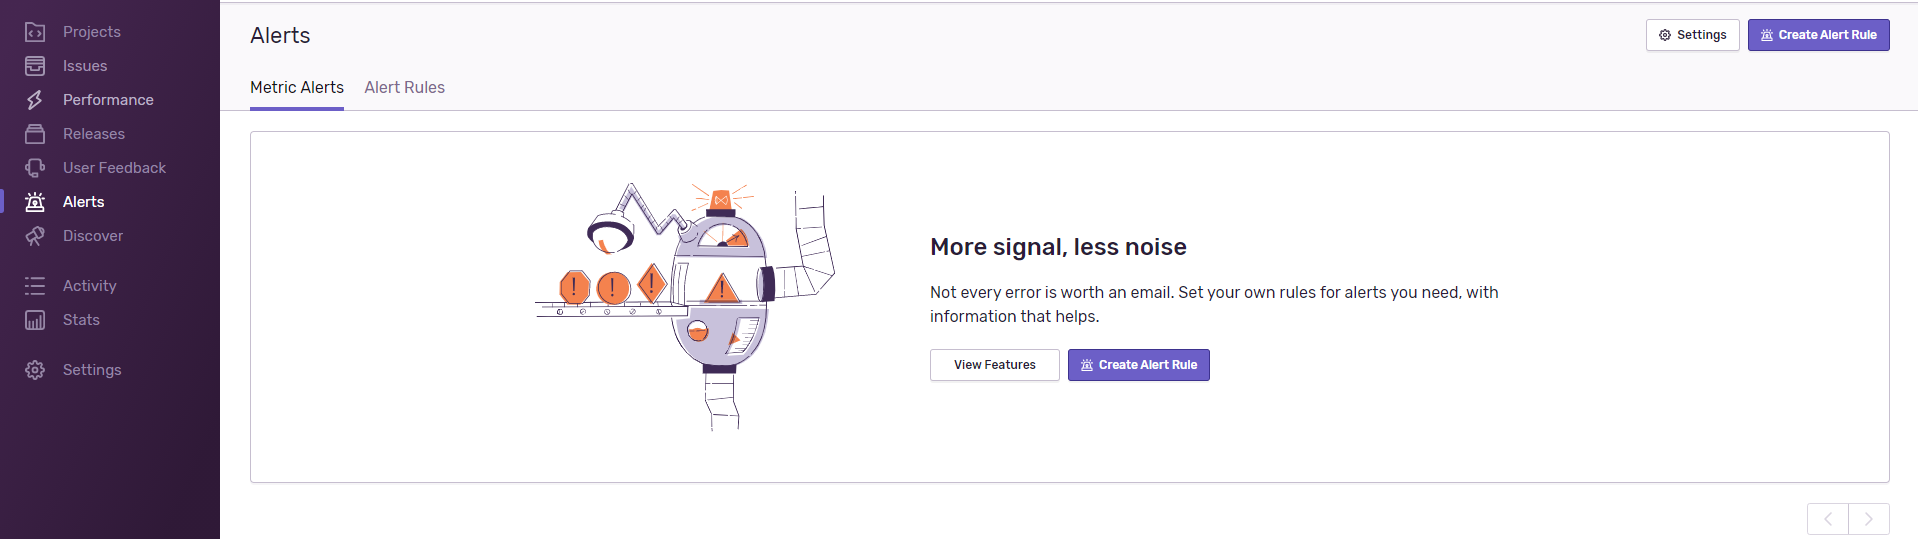 Projects
Issues
Performance
Releases
User Feedback
Alerts
Discover
Activity
Stats
Settings
Alerts
Settings
Create Alert Rule
Metric Alerts
Alert Rules
More signal, less noise
Not every error is worth an email. Set your own rules for alerts you need, with
information that helps.
View Features
Create Alert Rule